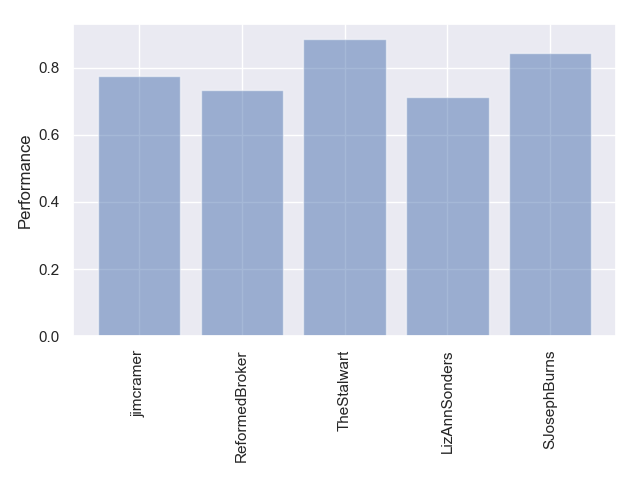 Performance
0.8
0.6
0.4
0.2
0.0
jimcramer
ReformedBroker
TheStalwart
LizAnnSonders
SJosephBurns